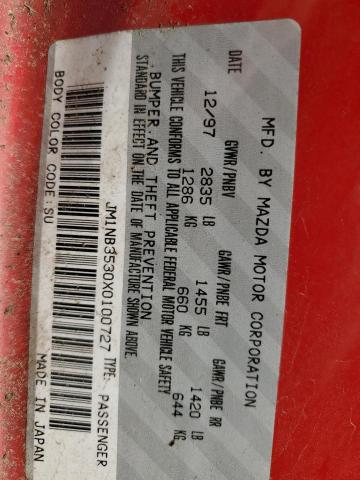 MFD. BY MAZDA MOTOR CORPORATION
DATE GVWR/PNBV GAWR/PNBE FRT GAWR/PNBE RR
12/97 2835 LB 1455 LB 1420 LB
1286 KG 660 KG 644 KG
THIS VEHICLE CONFORMS TO ALL APPLICABLE FEDERAL MOTOR VEHICLE SAFETY
,BUMPER,AND THEFT PREVENTION
STANDARD IN EFFECT ON THE DATE OF MANUFACTURE SHOWN ABOVE.
JM1NB3530X0100727 TYPE: PASSENGER
BODY COLOR CODE:SU MADE IN JAPAN